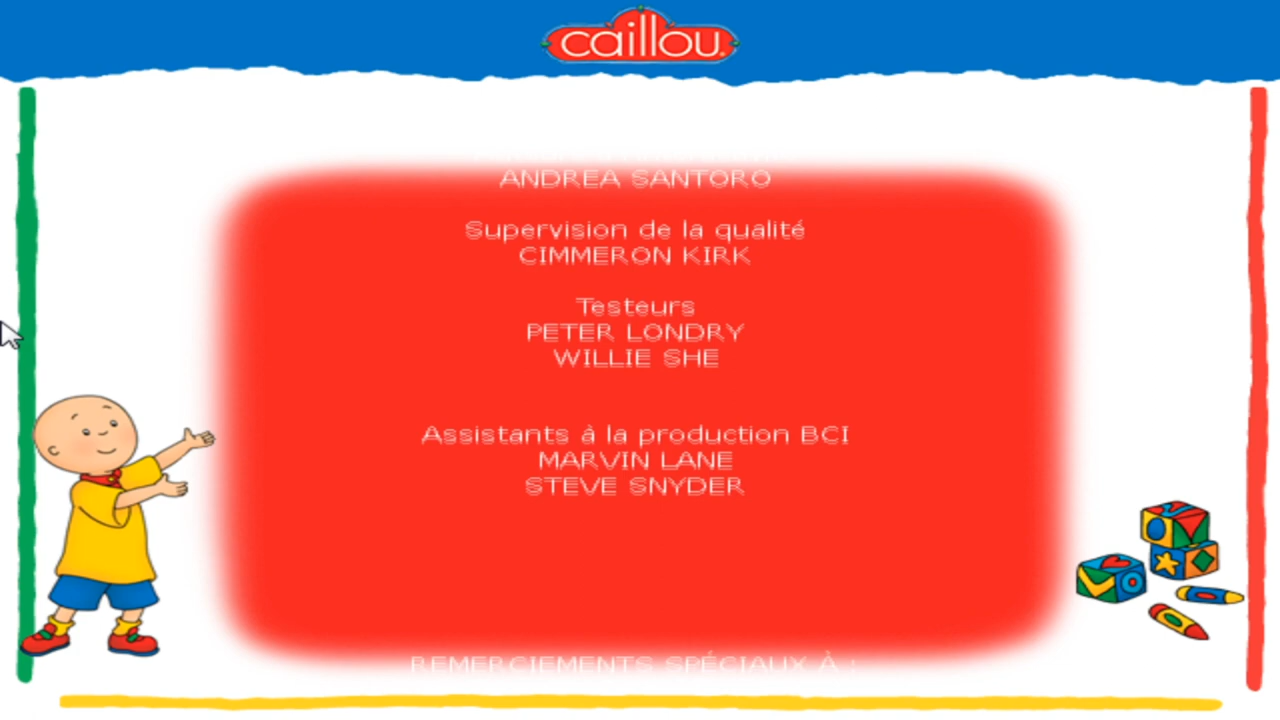 caillou
ANDREA SANTORO
Supervision de la qualité
CIMMERON KIRK
Testeurs
PETER LONDRY
WILLIE SHE
Assistants à la production BCI
MARVIN LANE
STEVE SNYDER
REMERCIEMENTS SPÉCIAUX À :